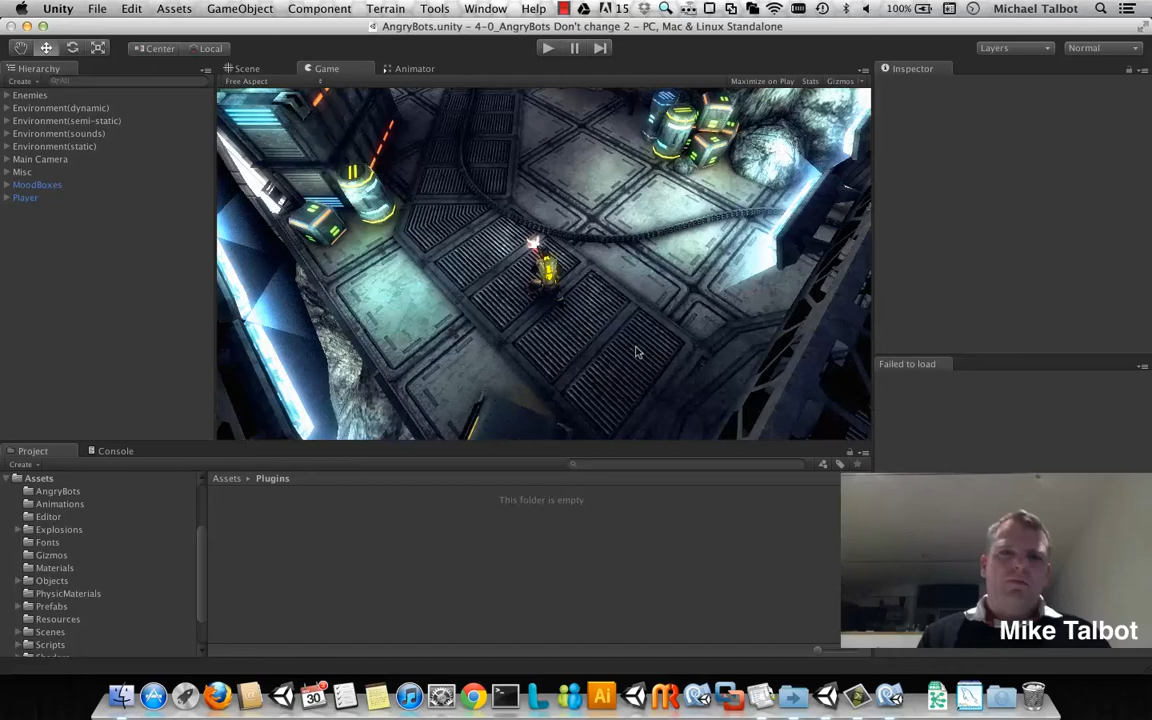 Unity File Edit Assets GameObject Component Terrain Tools Window Help 15 100% Michael Talbot
AngryBots.unity - 4-0_AngryBots Don't change 2 - PC, Mac & Linux Standalone
Center Local Layers Normal
Hierarchy Scene Game Animator Inspector
Create All Free Aspect Maximize on Play Stats Gizmos
Enemies
Environment(dynamic)
Environment(semi-static)
Environment(sounds)
Environment(static)
Main Camera
Misc
MoodBoxes
Player
Failed to load
Project Console
Create
Assets Assets Plugins
AngryBots This folder is empty
Animations
Editor
Explosions
Fonts
Gizmos
Materials
Objects
PhysicMaterials
Prefabs
Resources
Scenes
Scripts
Mike Talbot
30
Ai